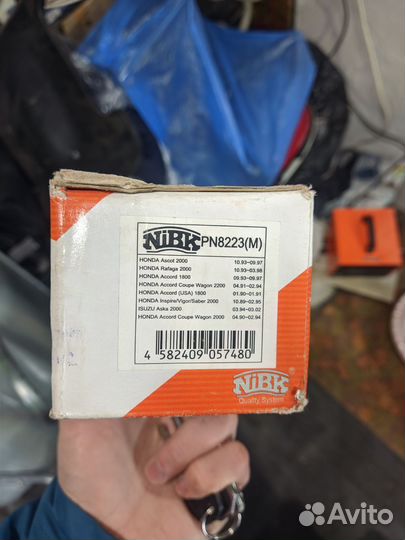 NiBK PN8223(M)
HONDA Ascot 2000 10.93~09.97
HONDA Rafaga 2000 10.93~03.98
HONDA Accord 1800 09.93~09.97
HONDA Accord Coupe Wagon 2200 04.91~02.94
HONDA Accord (USA) 1800 01.90~01.91
HONDA Inspire/Vigor/Saber 2000 10.89~02.95
ISUZU Aska 2000 03.94~03.02
HONDA Accord Coupe Wagon 2000 04.90~02.94
4 582409 057480
NiBK
Quality System
Avito